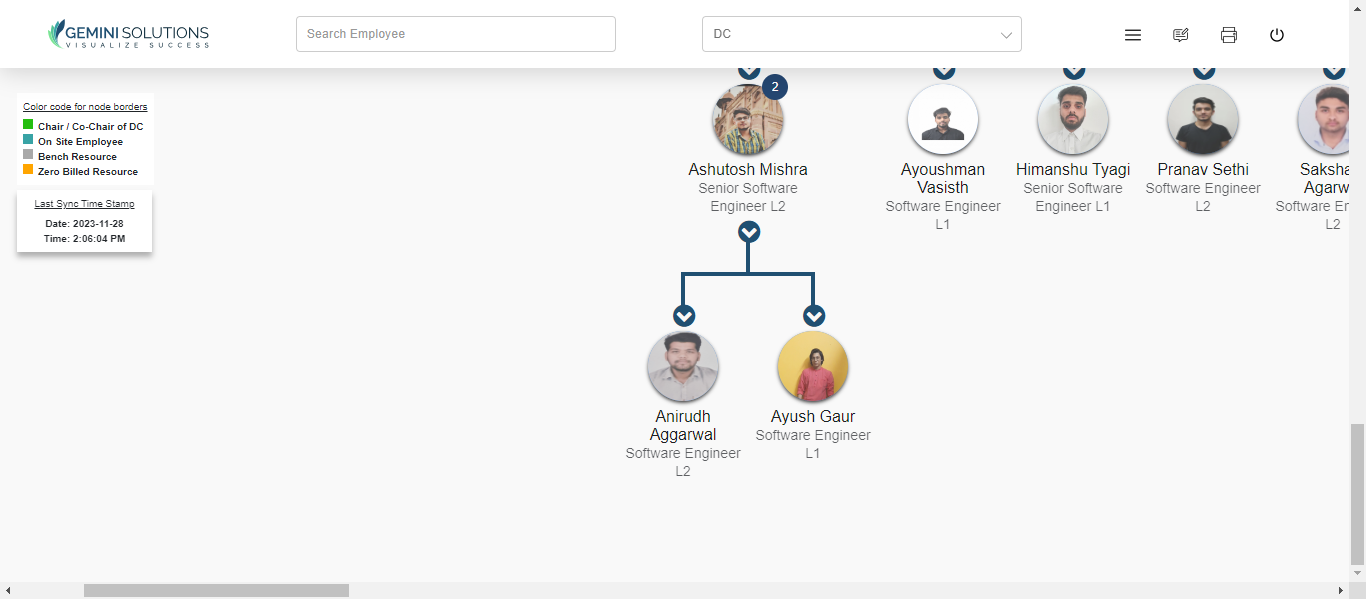 GEMINI SOLUTIONS
VISUALIZE SUCCESS
Search Employee
DC
Color code for node borders
Chair / Co-Chair of DC
On Site Employee
Bench Resource
Zero Billed Resource
Last Sync Time Stamp
Date: 2023-11-28
Time: 2:06:04 PM
2
Ashutosh Mishra
Senior Software
Engineer L2
Ayoushman
Vasisth
Software Engineer
L1
Himanshu Tyagi
Senior Software
Engineer L1
Pranav Sethi
Software Engineer
L2
Saksha
Agarw
Software En
L2
Anirudh
Aggarwal
Software Engineer
L2
Ayush Gaur
Software Engineer
L1